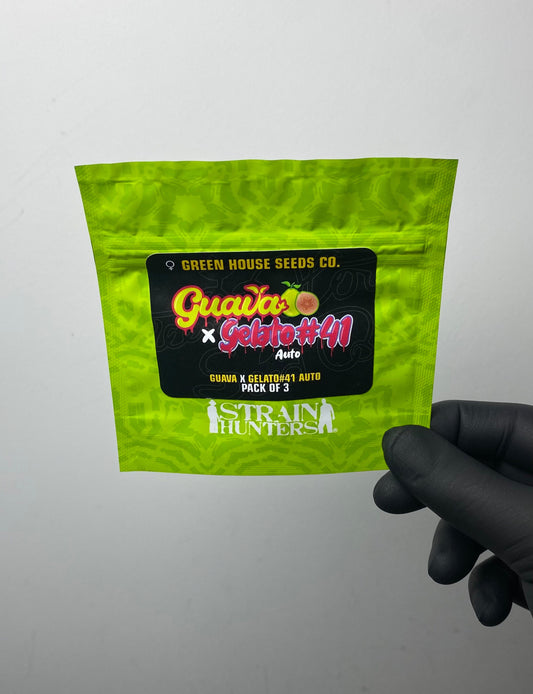 ♀ GREEN HOUSE SEEDS CO.
Guava
x Gelato#41
Auto
GUAVA X GELATO#41 AUTO
PACK OF 3
STRAIN
HUNTERS®